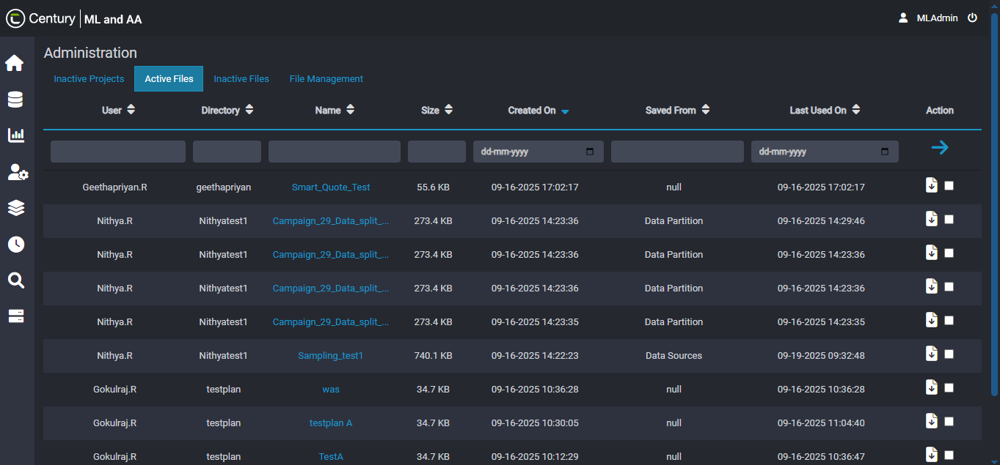 Century | ML and AA
MLAdmin
Administration
Inactive Projects Active Files Inactive Files File Management
User Directory Name Size Created On Saved From Last Used On Action
dd-mm-yyyy dd-mm-yyyy
Geethapriyan.R geethapriyan Smart_Quote_Test 55.6 KB 09-16-2025 17:02:17 null 09-16-2025 17:02:17
Nithya.R Nithyatest1 Campaign_29_Data_split_... 273.4 KB 09-16-2025 14:23:36 Data Partition 09-16-2025 14:29:46
Nithya.R Nithyatest1 Campaign_29_Data_split_... 273.4 KB 09-16-2025 14:23:36 Data Partition 09-16-2025 14:23:36
Nithya.R Nithyatest1 Campaign_29_Data_split_... 273.4 KB 09-16-2025 14:23:36 Data Partition 09-16-2025 14:23:36
Nithya.R Nithyatest1 Campaign_29_Data_split_... 273.4 KB 09-16-2025 14:23:35 Data Partition 09-16-2025 14:23:35
Nithya.R Nithyatest1 Sampling_test1 740.1 KB 09-16-2025 14:22:23 Data Sources 09-19-2025 09:32:48
Gokulraj.R testplan was 34.7 KB 09-16-2025 10:36:28 null 09-16-2025 10:36:28
Gokulraj.R testplan testplan A 34.7 KB 09-16-2025 10:30:05 null 09-16-2025 11:04:40
Gokulraj.R testplan TestA 34.7 KB 09-16-2025 10:12:29 null 09-16-2025 10:36:47